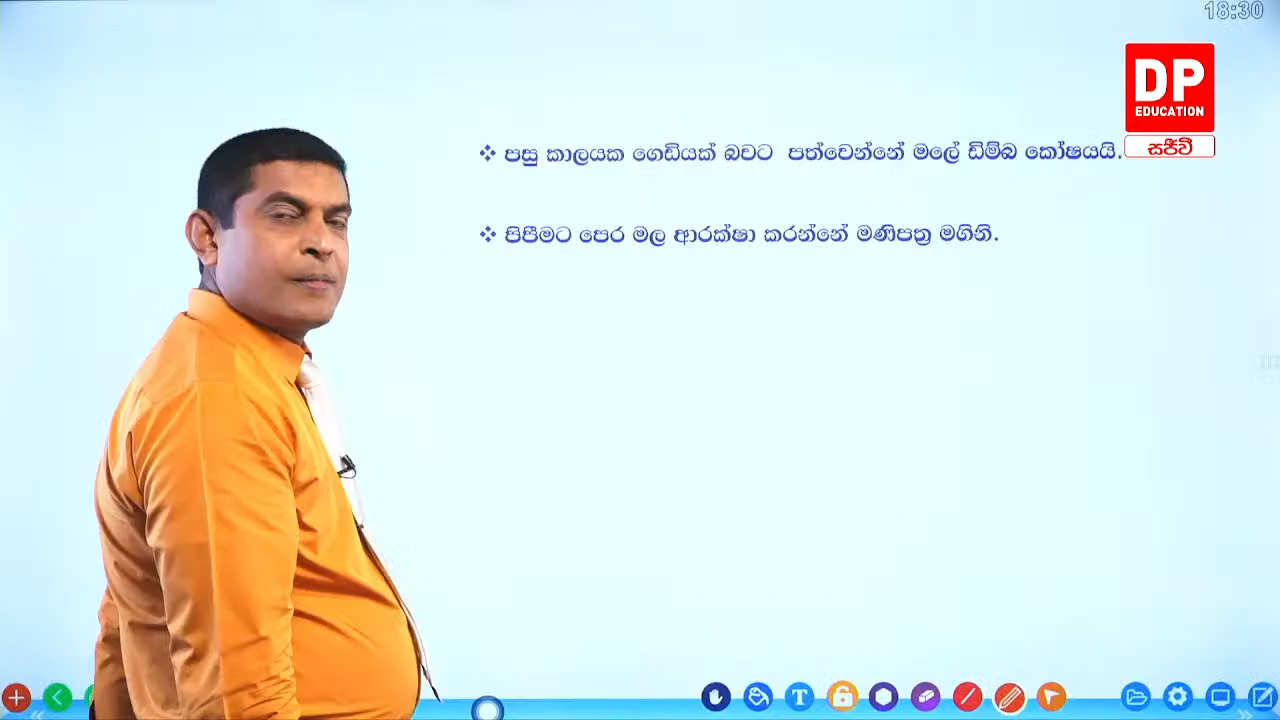 18:30
DP
EDUCATION
සජීවී
❖ පසු කාලයක ගෙඩියක් බවට පත්වෙන්නේ මලේ ඩිම්බ කෝෂයයි.
❖ පිපීමට පෙර මල ආරක්ෂා කරන්නේ මණිපත්‍ර මගිනි.